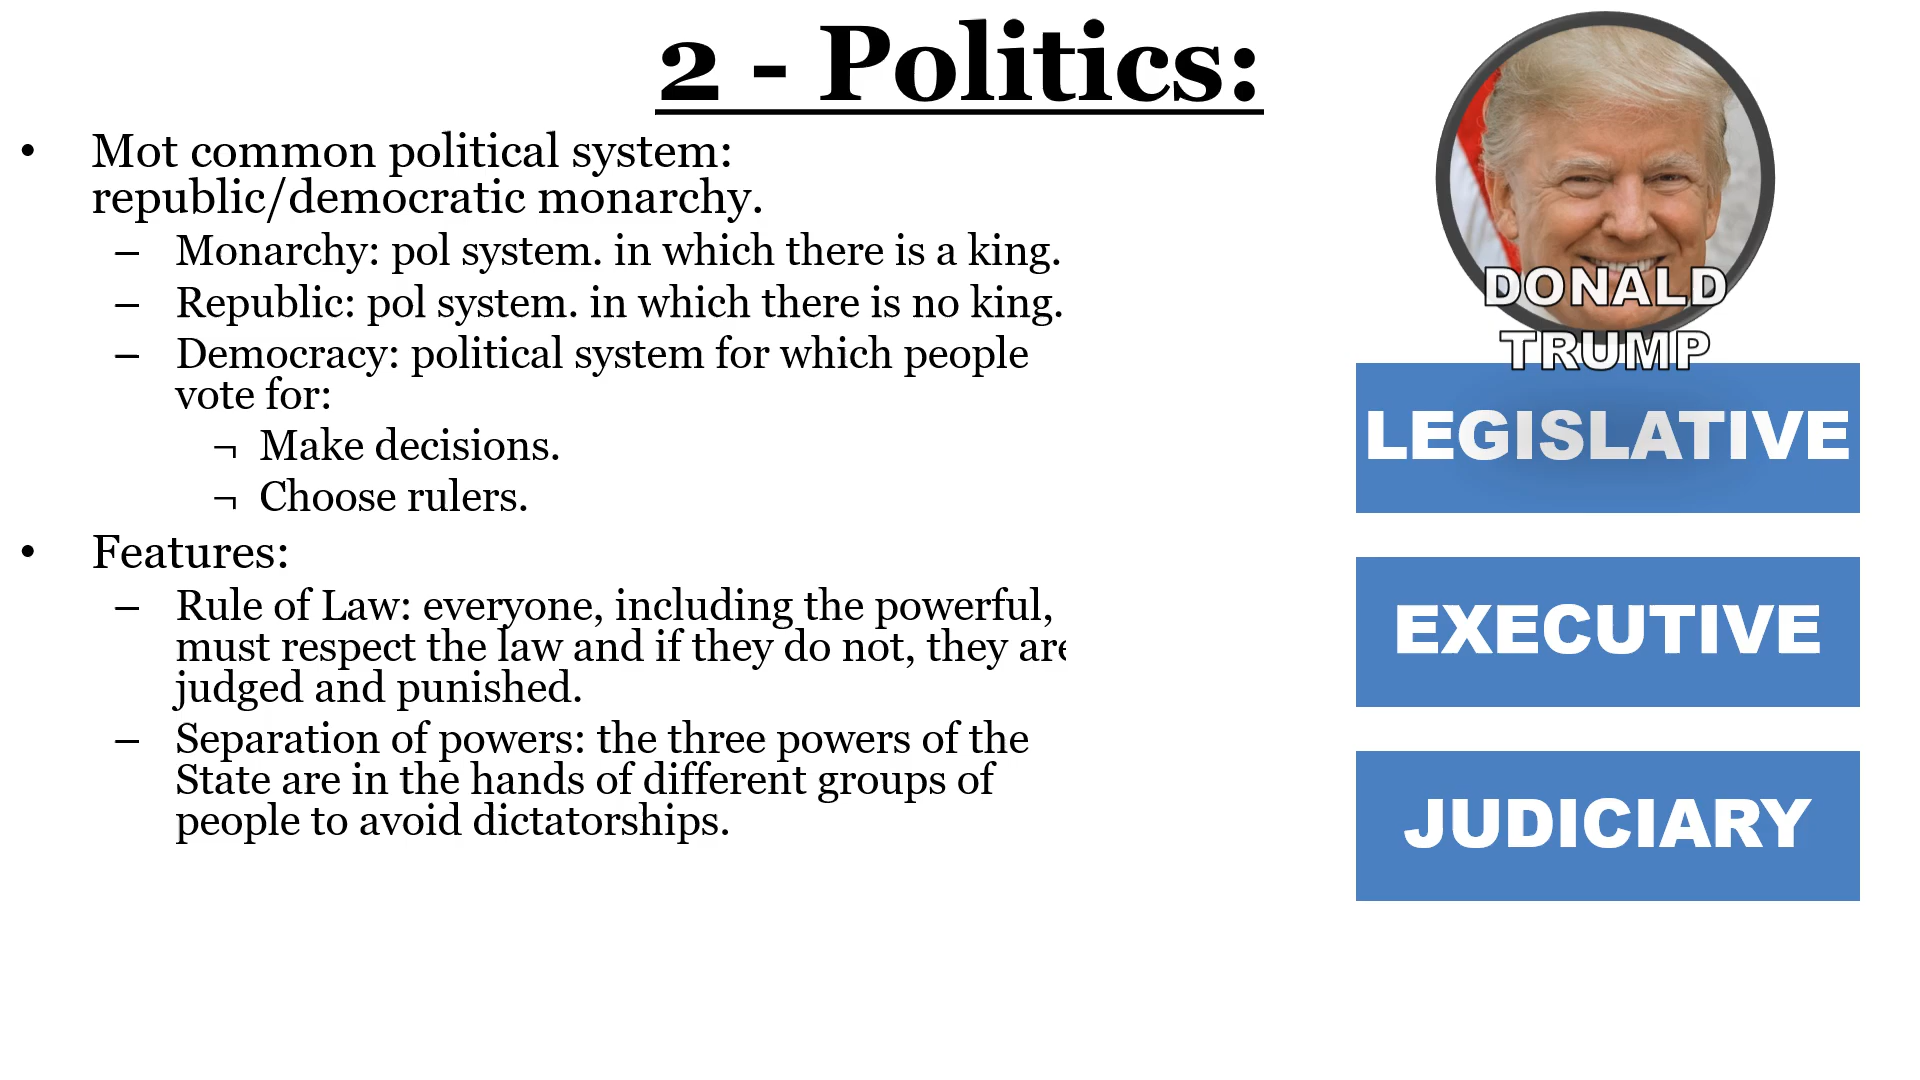 2 - Politics:
• Mot common political system:
republic/democratic monarchy.
– Monarchy: pol system. in which there is a king.
– Republic: pol system. in which there is no king.
– Democracy: political system for which people
vote for:
¬ Make decisions.
¬ Choose rulers.
• Features:
– Rule of Law: everyone, including the powerful,
must respect the law and if they do not, they are
judged and punished.
– Separation of powers: the three powers of the
State are in the hands of different groups of
people to avoid dictatorships.
DONALD
TRUMP
LEGISLATIVE
EXECUTIVE
JUDICIARY